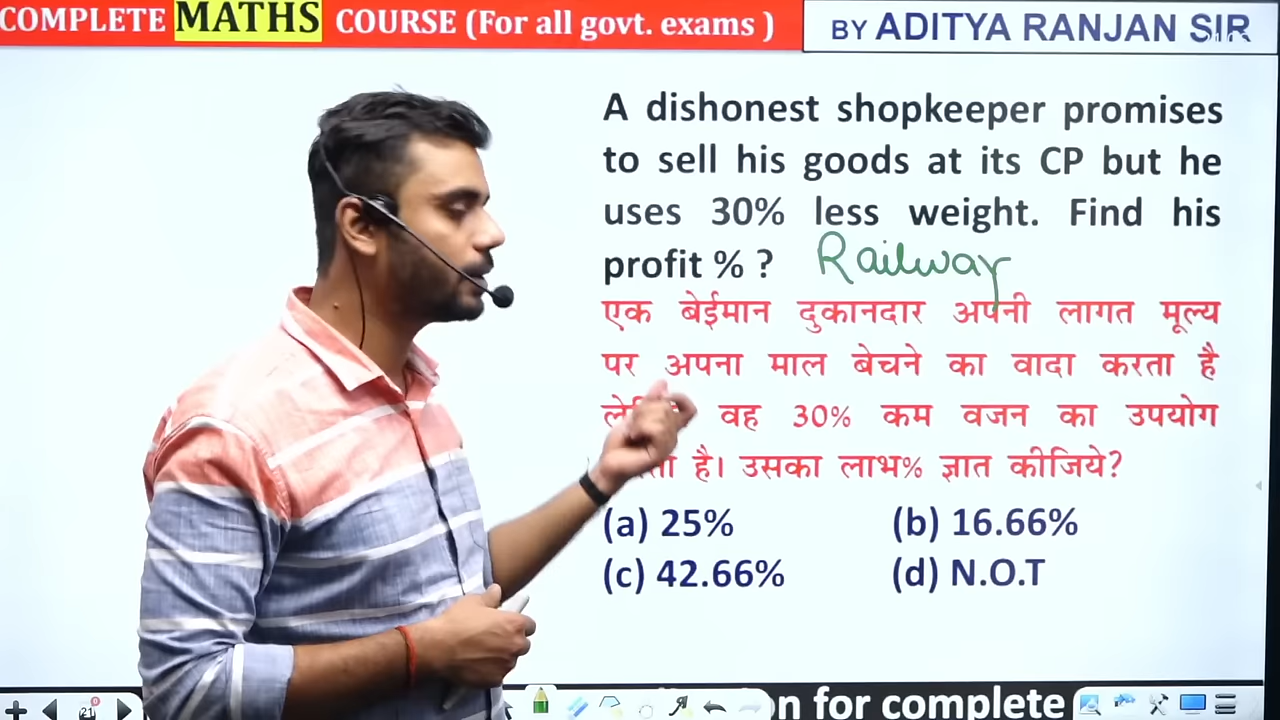 COMPLETE MATHS COURSE (For all govt. exams )
BY ADITYA RANJAN SIR
A dishonest shopkeeper promises
to sell his goods at its CP but he
uses 30% less weight. Find his
profit % ? Railway
एक बेईमान दुकानदार अपनी लागत मूल्य
पर अपना माल बेचने का वादा करता है
वह 30% कम वजन का उपयोग
है। उसका लाभ% ज्ञात कीजिये?
(a) 25% (b) 16.66%
(c) 42.66% (d) N.O.T
21
for complete